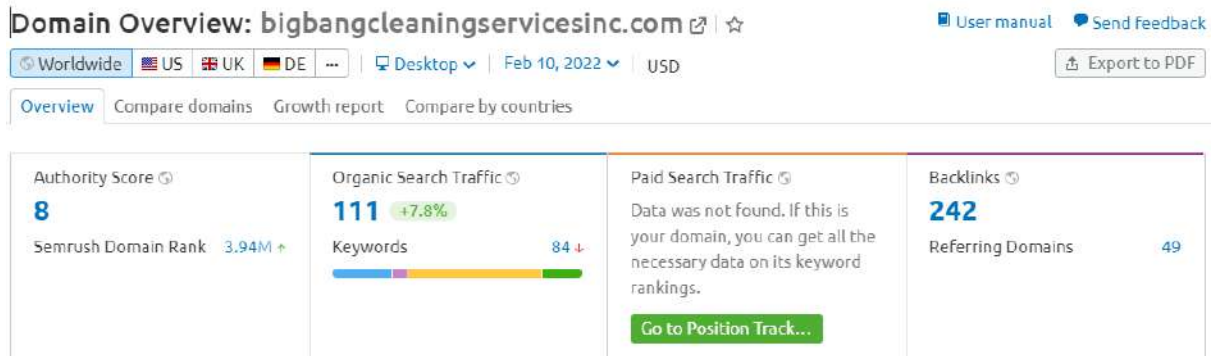 Domain Overview: bigbangcleaningservicesinc.com
User manual
Send feedback
Worldwide
US
UK
DE
...
Desktop
Feb 10, 2022
USD
Export to PDF
Overview
Compare domains
Growth report
Compare by countries
Authority Score
8
Semrush Domain Rank 3.94M ↑
Organic Search Traffic
111 +7.8%
Keywords 84 ↓
Paid Search Traffic
Data was not found. If this is
your domain, you can get all the
necessary data on its keyword
rankings.
Go to Position Track...
Backlinks
242
Referring Domains 49